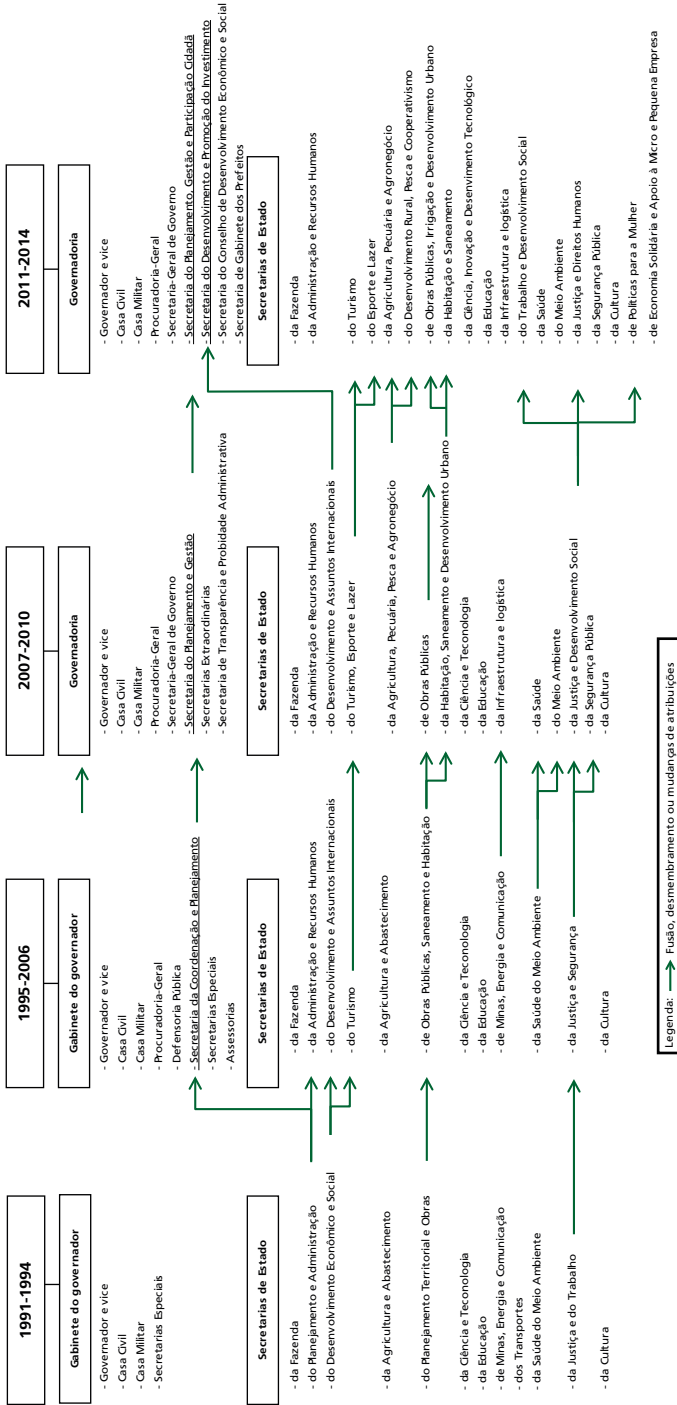 1991-1994
Gabinete do governador
- Governador e vice
- Casa Civil
- Casa Militar
- Secretarias Especiais
Secretarias de Estado
- da Fazenda
- do Planejamento e Administração
- do Desenvolvimento Econômico e Social
- da Agricultura e Abastecimento
- do Planejamento Territorial e Obras
- da Ciência e Teconologia
- da Educação
- de Minas, Energia e Comunicação
- dos Transportes
- da Saúde do Meio Ambiente
- da Justiça e do Trabalho
- da Cultura
1995-2006
Gabinete do governador
- Governador e vice
- Casa Civil
- Casa Militar
- Procuradoria-Geral
- Defensoria Pública
- Secretaria da Coordenação e Planejamento
- Secretarias Especiais
- Assessorias
Secretarias de Estado
- da Fazenda
- da Administração e Recursos Humanos
- do Desenvolvimento e Assuntos Internacionais
- do Turismo
- da Agricultura e Abastecimento
- de Obras Públicas, Saneamento e Habitação
- da Ciência e Teconologia
- da Educação
- de Minas, Energia e Comunicação
- da Saúde do Meio Ambiente
- da Justiça e Segurança
- da Cultura
2007-2010
Governadoria
- Governador e vice
- Casa Civil
- Casa Militar
- Procuradoria-Geral
- Secretaria-Geral de Governo
- Secretaria do Planejamento e Gestão
- Secretarias Extraordinárias
- Secretaria de Transparência e Probidade Administrativa
Secretarias de Estado
- da Fazenda
- da Administração e Recursos Humanos
- do Desenvolvimento e Assuntos Internacionais
- do Turismo, Esporte e Lazer
- da Agricultura, Pecuária, Pesca e Agronegócio
- de Obras Públicas
- da Habitação, Saneamento e Desenvolvimento Urbano
- da Ciência e Tecnologia
- da Educação
- da Infraestrutura e logística
- da Saúde
- do Meio Ambiente
- da Justiça e Desenvolvimento Social
- da Segurança Pública
- da Cultura
2011-2014
Governadoria
- Governador e vice
- Casa Civil
- Casa Militar
- Procuradoria-Geral
- Secretaria-Geral de Governo
- Secretaria do Planejamento, Gestão e Participação Cidadã
- Secretaria do Desenvolvimento e Promoção do Investimento
- Secretaria do Conselho de Desenvolvimento Econômico e Social
- Secretaria de Gabinete dos Prefeitos
Secretarias de Estado
- da Fazenda
- da Administração e Recursos Humanos
- do Turismo
- do Esporte e Lazer
- da Agricultura, Pecuária e Agronegócio
- do Desenvolvimento Rural, Pesca e Cooperativismo
- de Obras Públicas, Irrigação e Desenvolvimento Urbano
- da Habitação e Saneamento
- da Ciência, Inovação e Desenvimento Tecnológico
- da Educação
- da Infraestrutura e logística
- do Trabalho e Desenvolvimento Social
- da Saúde
- do Meio Ambiente
- da Justiça e Direitos Humanos
- da Segurança Pública
- da Cultura
- de Políticas para a Mulher
- de Economia Solidária e Apoio à Micro e Pequena Empresa
Legenda: Fusão, desmembramento ou mudanças de atribuições